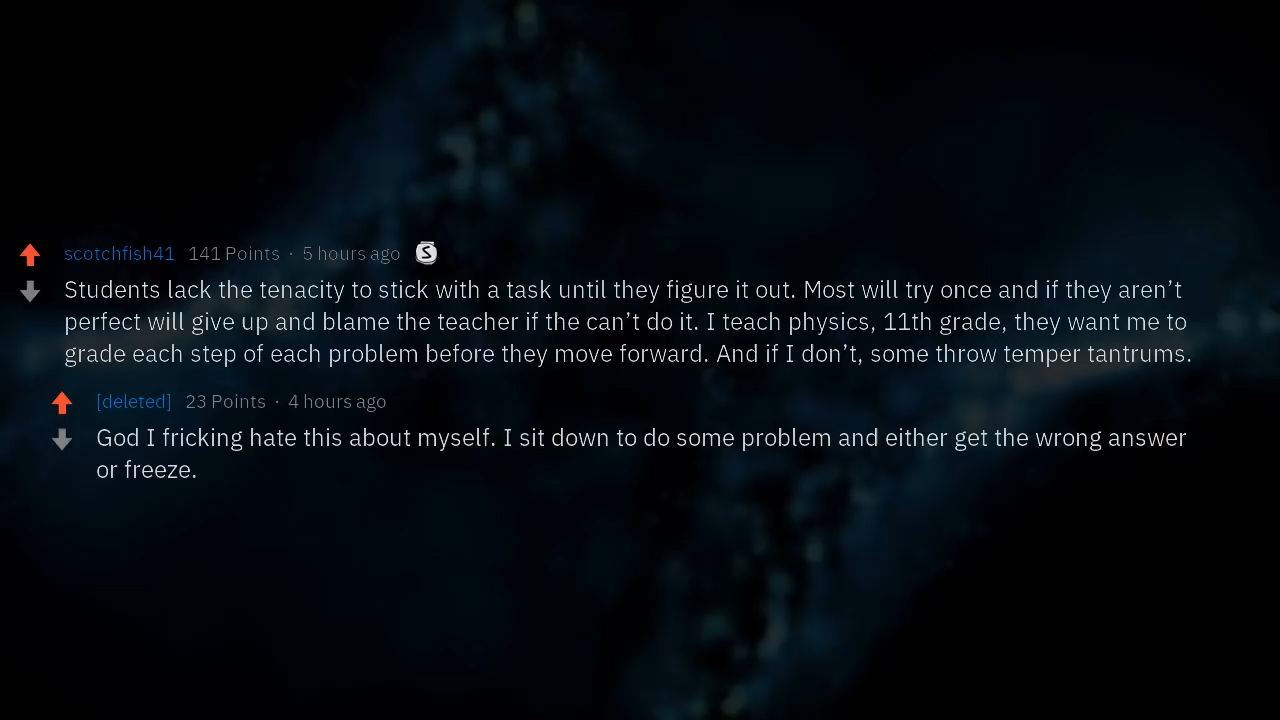 scotchfish41 141 Points · 5 hours ago S
Students lack the tenacity to stick with a task until they figure it out. Most will try once and if they aren’t
perfect will give up and blame the teacher if the can’t do it. I teach physics, 11th grade, they want me to
grade each step of each problem before they move forward. And if I don’t, some throw temper tantrums.
[deleted] 23 Points · 4 hours ago
God I fricking hate this about myself. I sit down to do some problem and either get the wrong answer
or freeze.